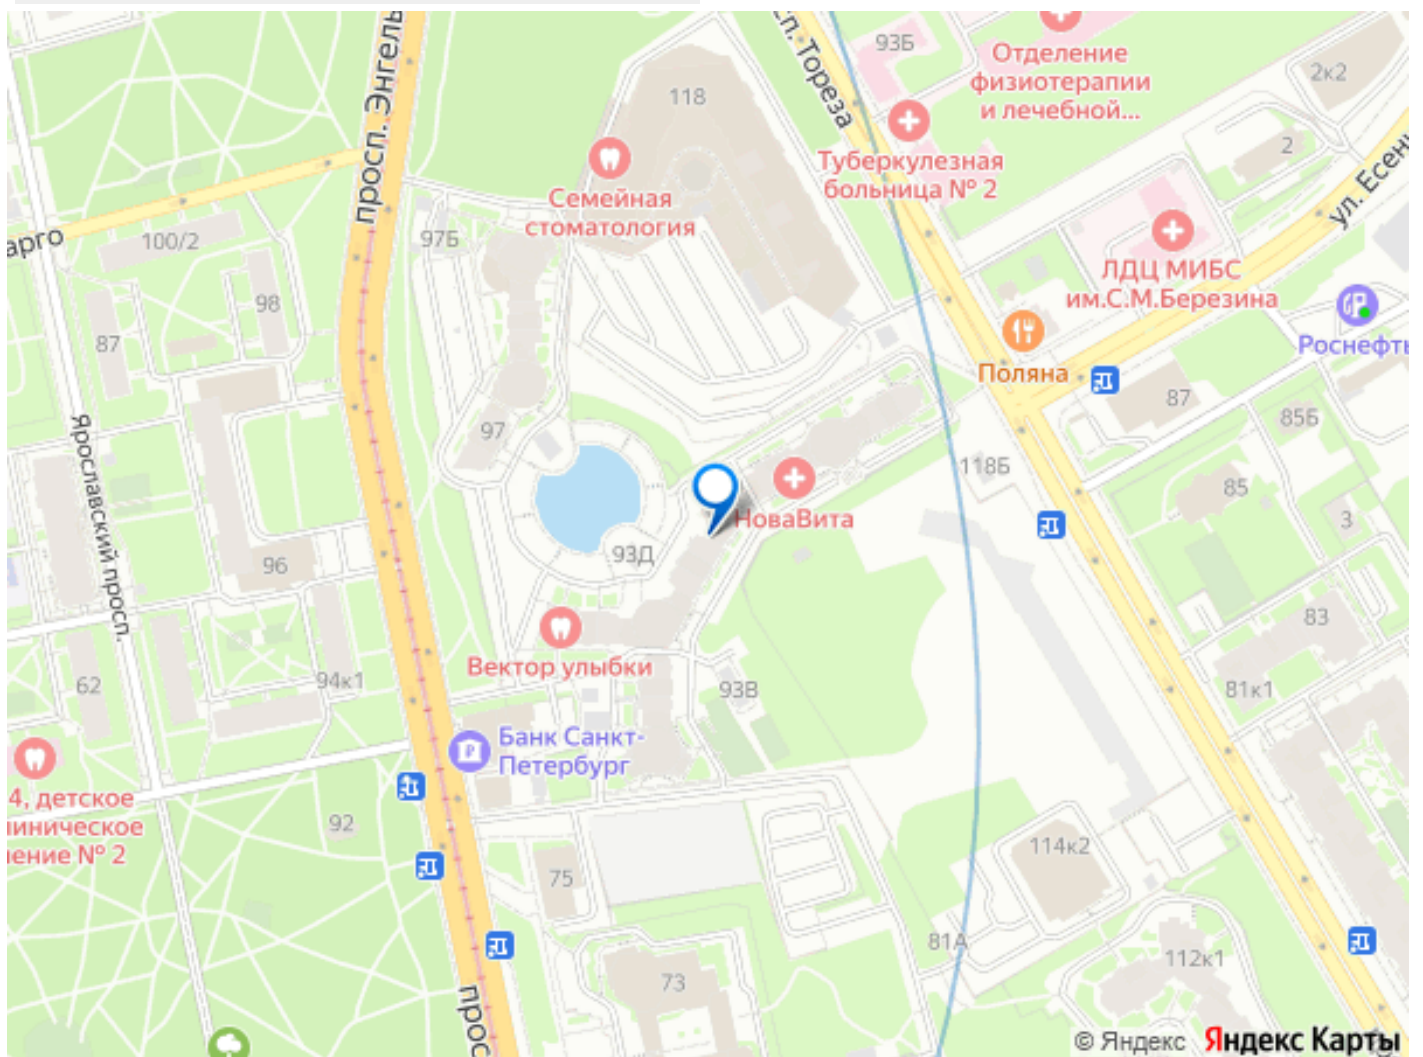 просп. Энгель
сп. Тореза
93Б
Отделение
физиотерапии
и лечебной...
2к2
118
Туберкулезная
больница № 2
2
ул. Есен
Семейная
стоматология
97Б
100/2
арго
ЛДЦ МИБС
им.С.М.Березина
98
87
Роснефть
Поляна
87
85Б
97
Ярославский просп.
118Б
85
НоваВита
3
93Д
96
83
Вектор улыбки
62
94к1
93В
81к1
Банк Санкт-
Петербург
4, детское
линическое
ление № 2
92
75
114к2
81А
112к1
73
прос
© Яндекс Яндекс Карты